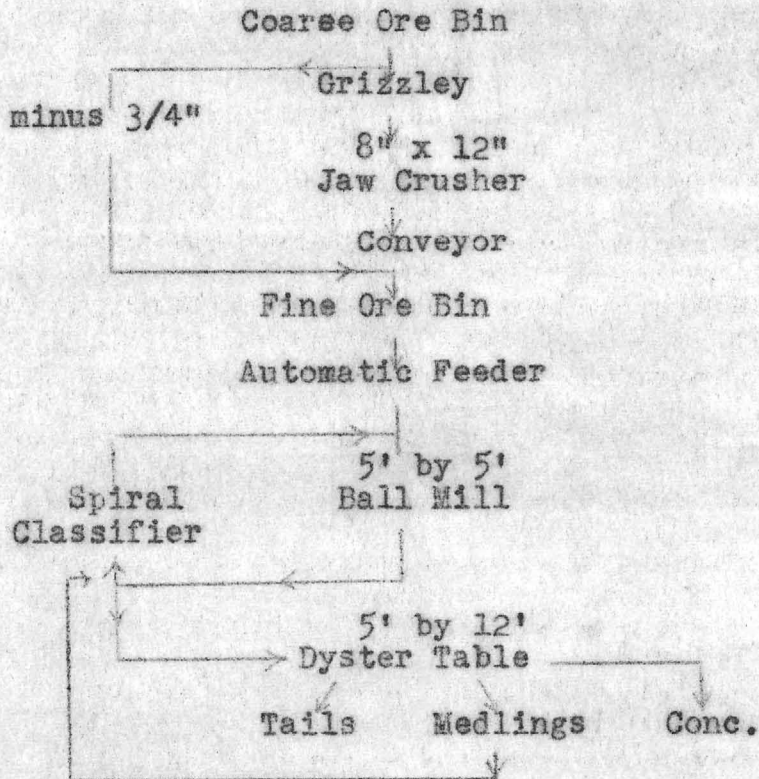 Coarse Ore Bin
Grizzley
minus 3/4"
8" x 12"
Jaw Crusher
Conveyor
Fine Ore Bin
Automatic Feeder
5' by 5'
Ball Mill
Spiral
Classifier
5' by 12'
Dyster Table
Tails Medlings Conc.